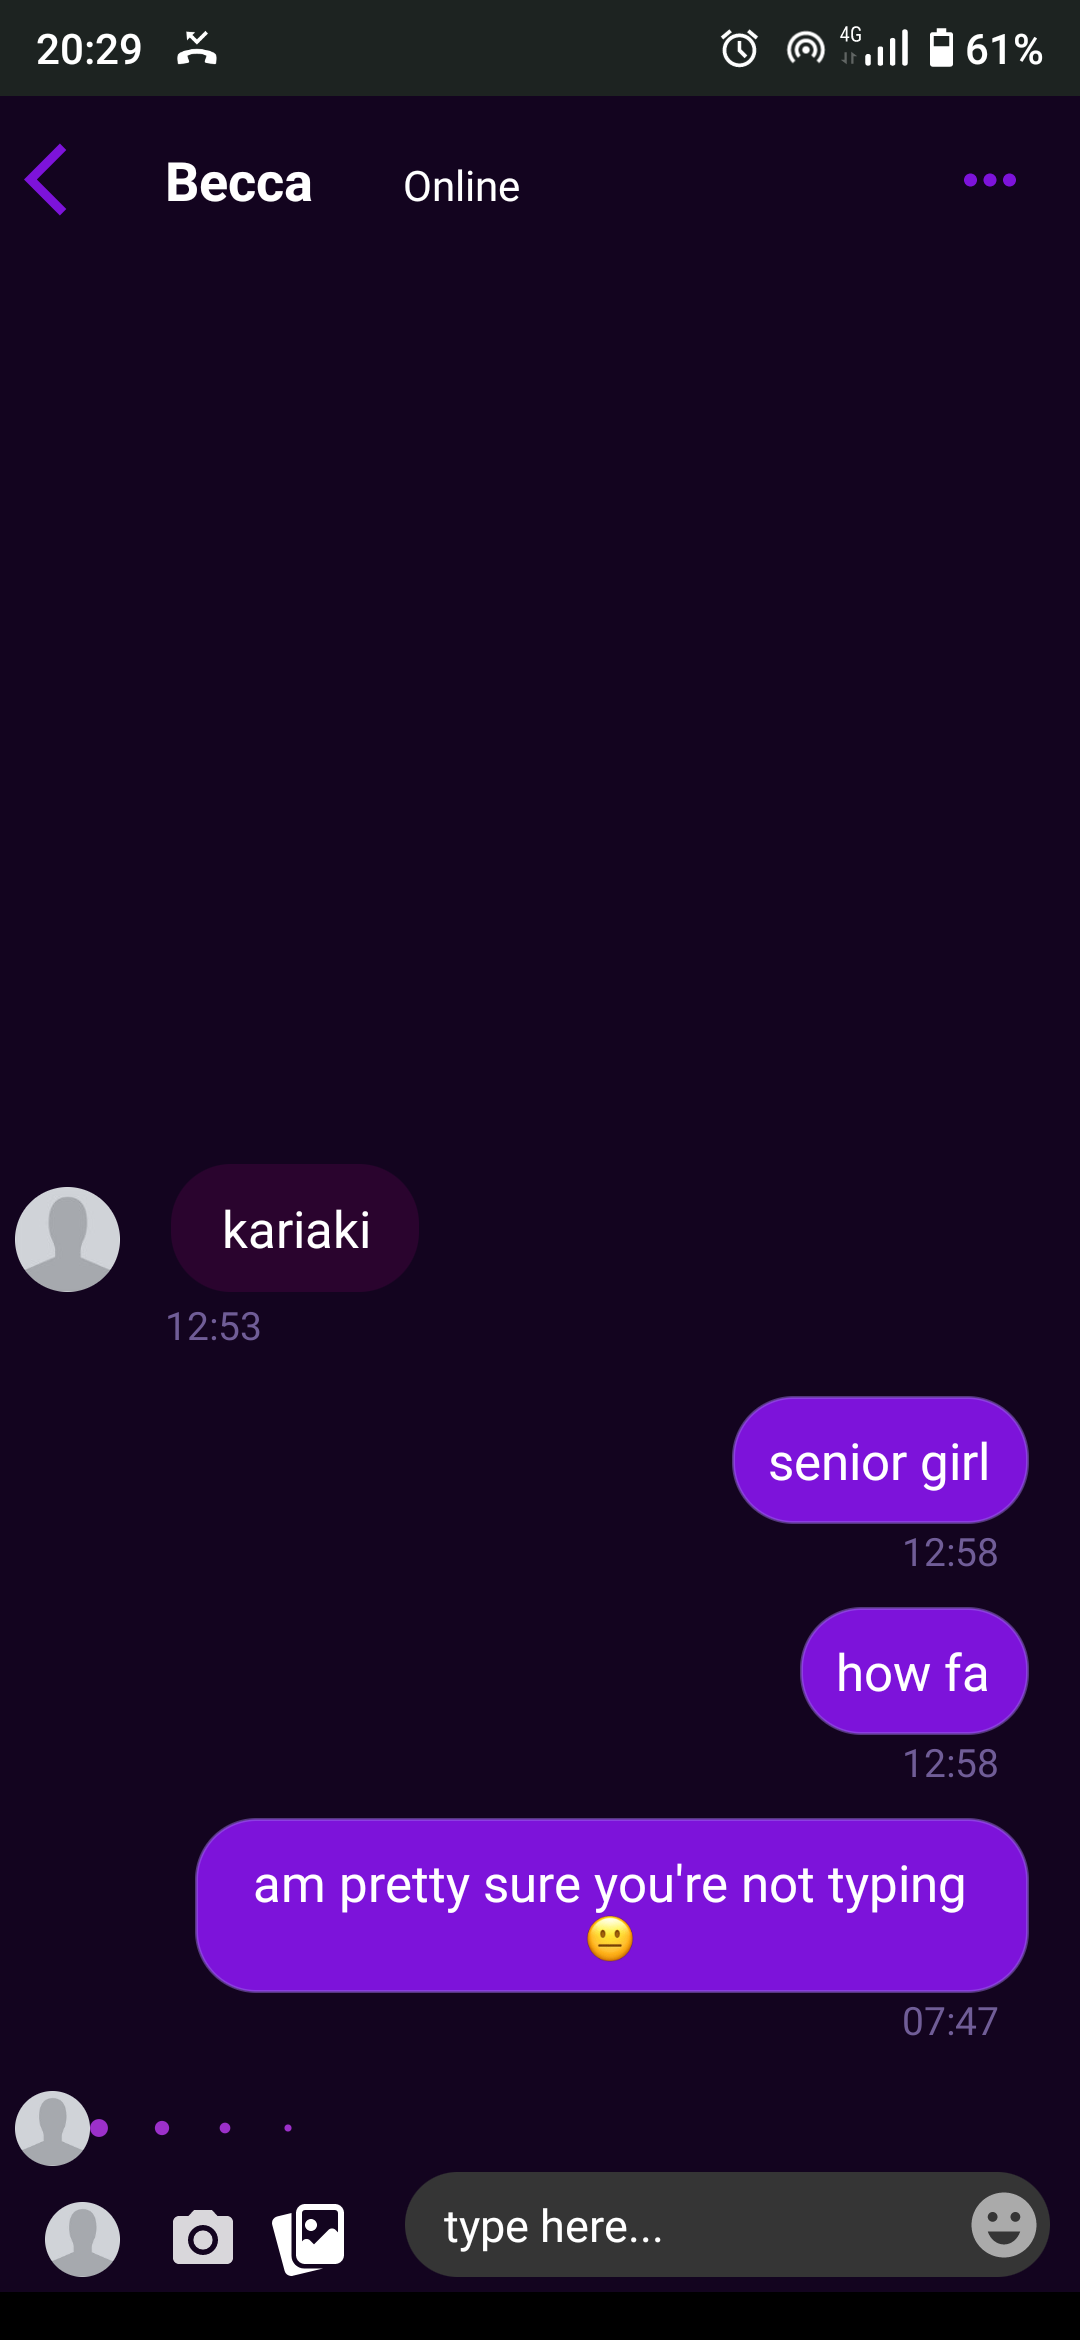 20:29 4G 61%
Becca Online
kariaki
12:53
senior girl
12:58
how fa
12:58
am pretty sure you're not typing
😐
07:47
type here...